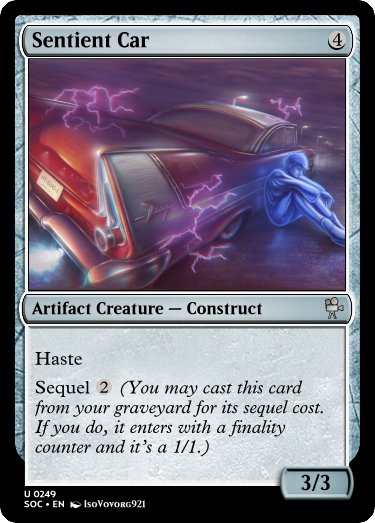 Sentient Car 4
Artifact Creature — Construct
Haste
Sequel 2 (You may cast this card
from your graveyard for its sequel cost.
If you do, it enters with a finality
counter and it's a 1/1.)
3/3
U 0249
SOC • EN IsoVovorg921